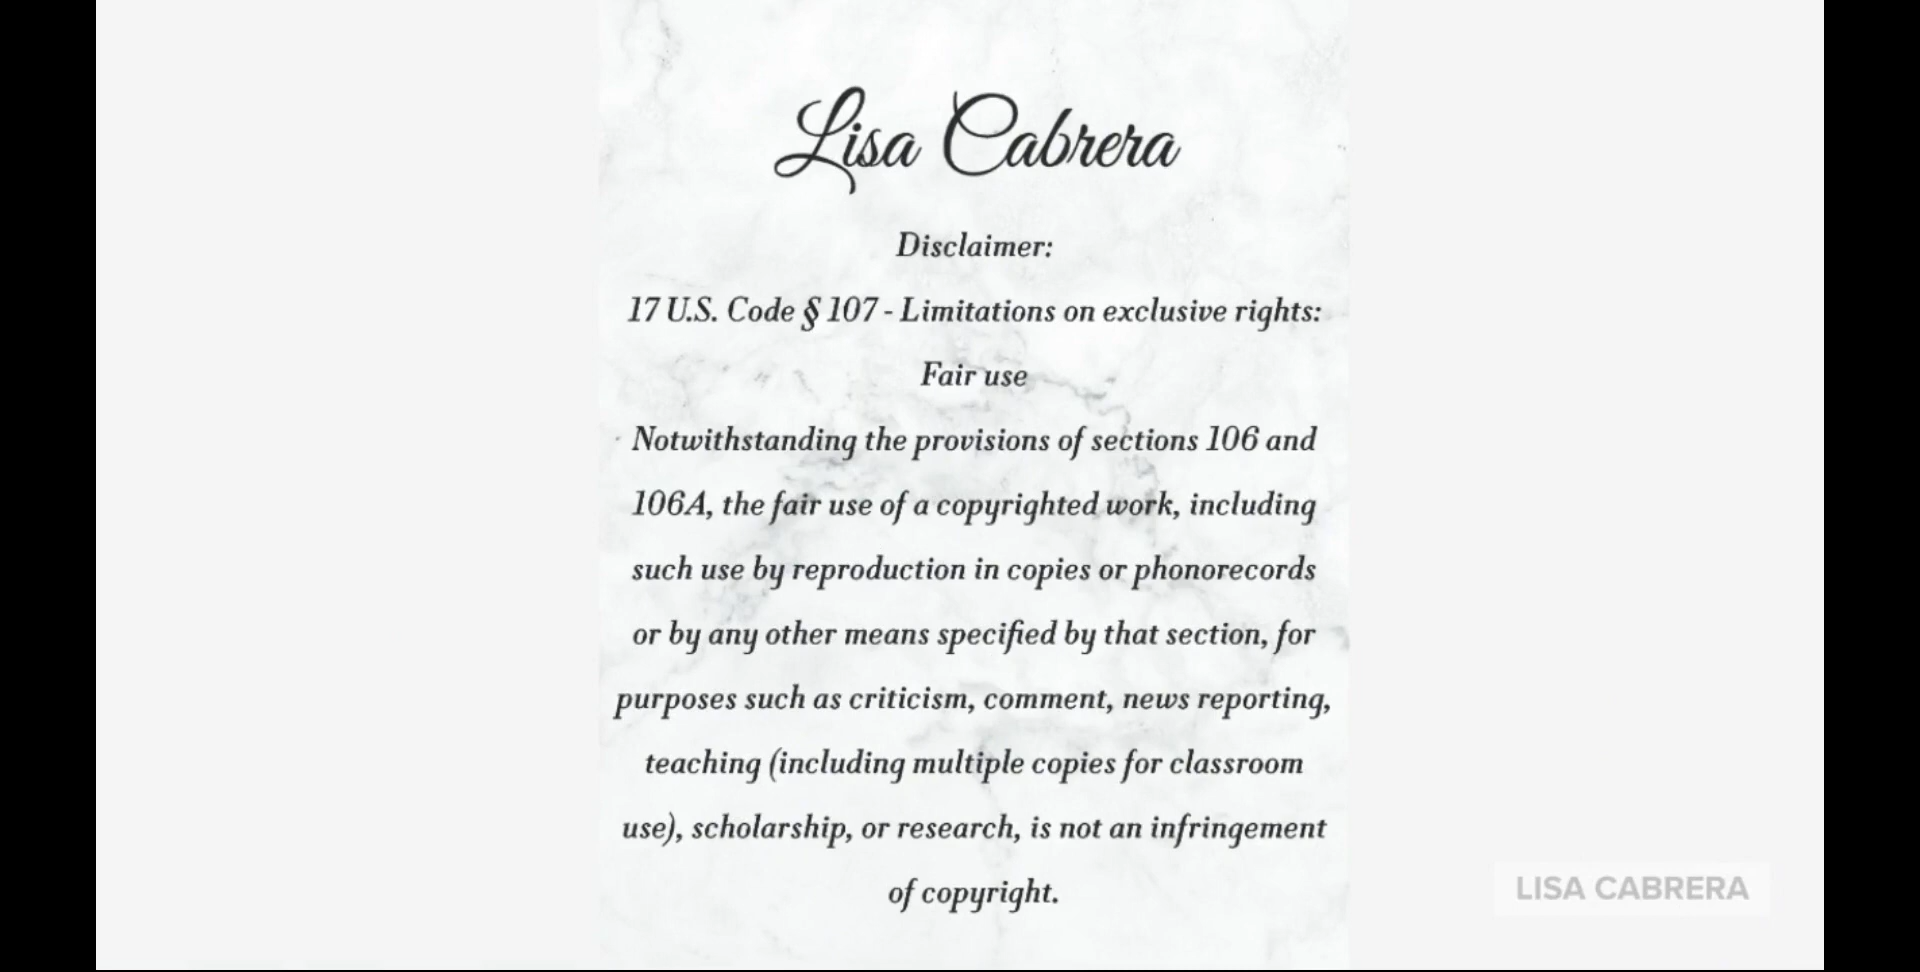 Lisa Cabrera
Disclaimer:
17 U.S. Code § 107 - Limitations on exclusive rights:
Fair use
Notwithstanding the provisions of sections 106 and
106A, the fair use of a copyrighted work, including
such use by reproduction in copies or phonorecords
or by any other means specified by that section, for
purposes such as criticism, comment, news reporting,
teaching (including multiple copies for classroom
use), scholarship, or research, is not an infringement
of copyright.
LISA CABRERA